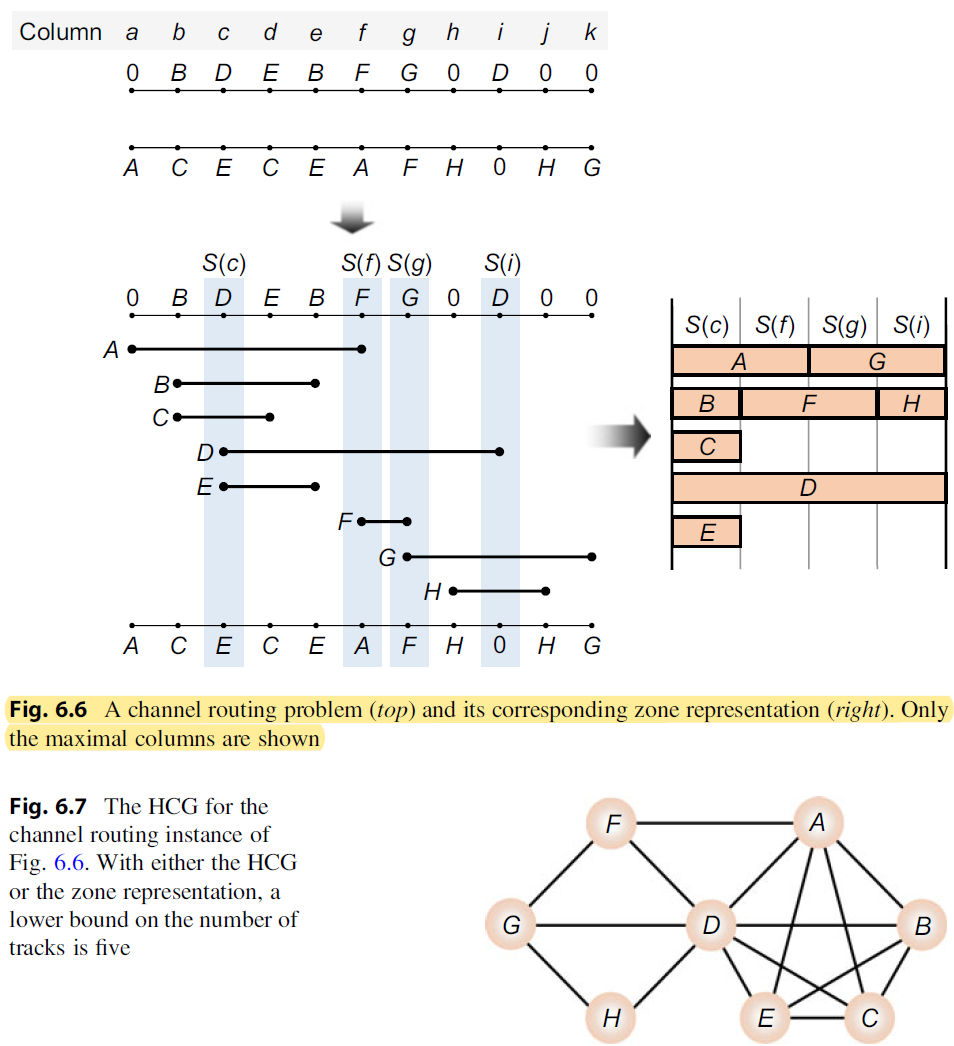 Column a b c d e f g h i j k
0 B D E B F G 0 D 0 0
A C E C E A F H 0 H G
S(c) S(f) S(g) S(i)
0 B D E B F G 0 D 0 0
A
B
C
D
E
F
G
H
A C E C E A F H 0 H G
S(c) S(f) S(g) S(i)
A G
B F H
C
D
E
Fig. 6.6 A channel routing problem (top) and its corresponding zone representation (right). Only
the maximal columns are shown
Fig. 6.7 The HCG for the
channel routing instance of
Fig. 6.6. With either the HCG
or the zone representation, a
lower bound on the number of
tracks is five
F A
G D B
H E C